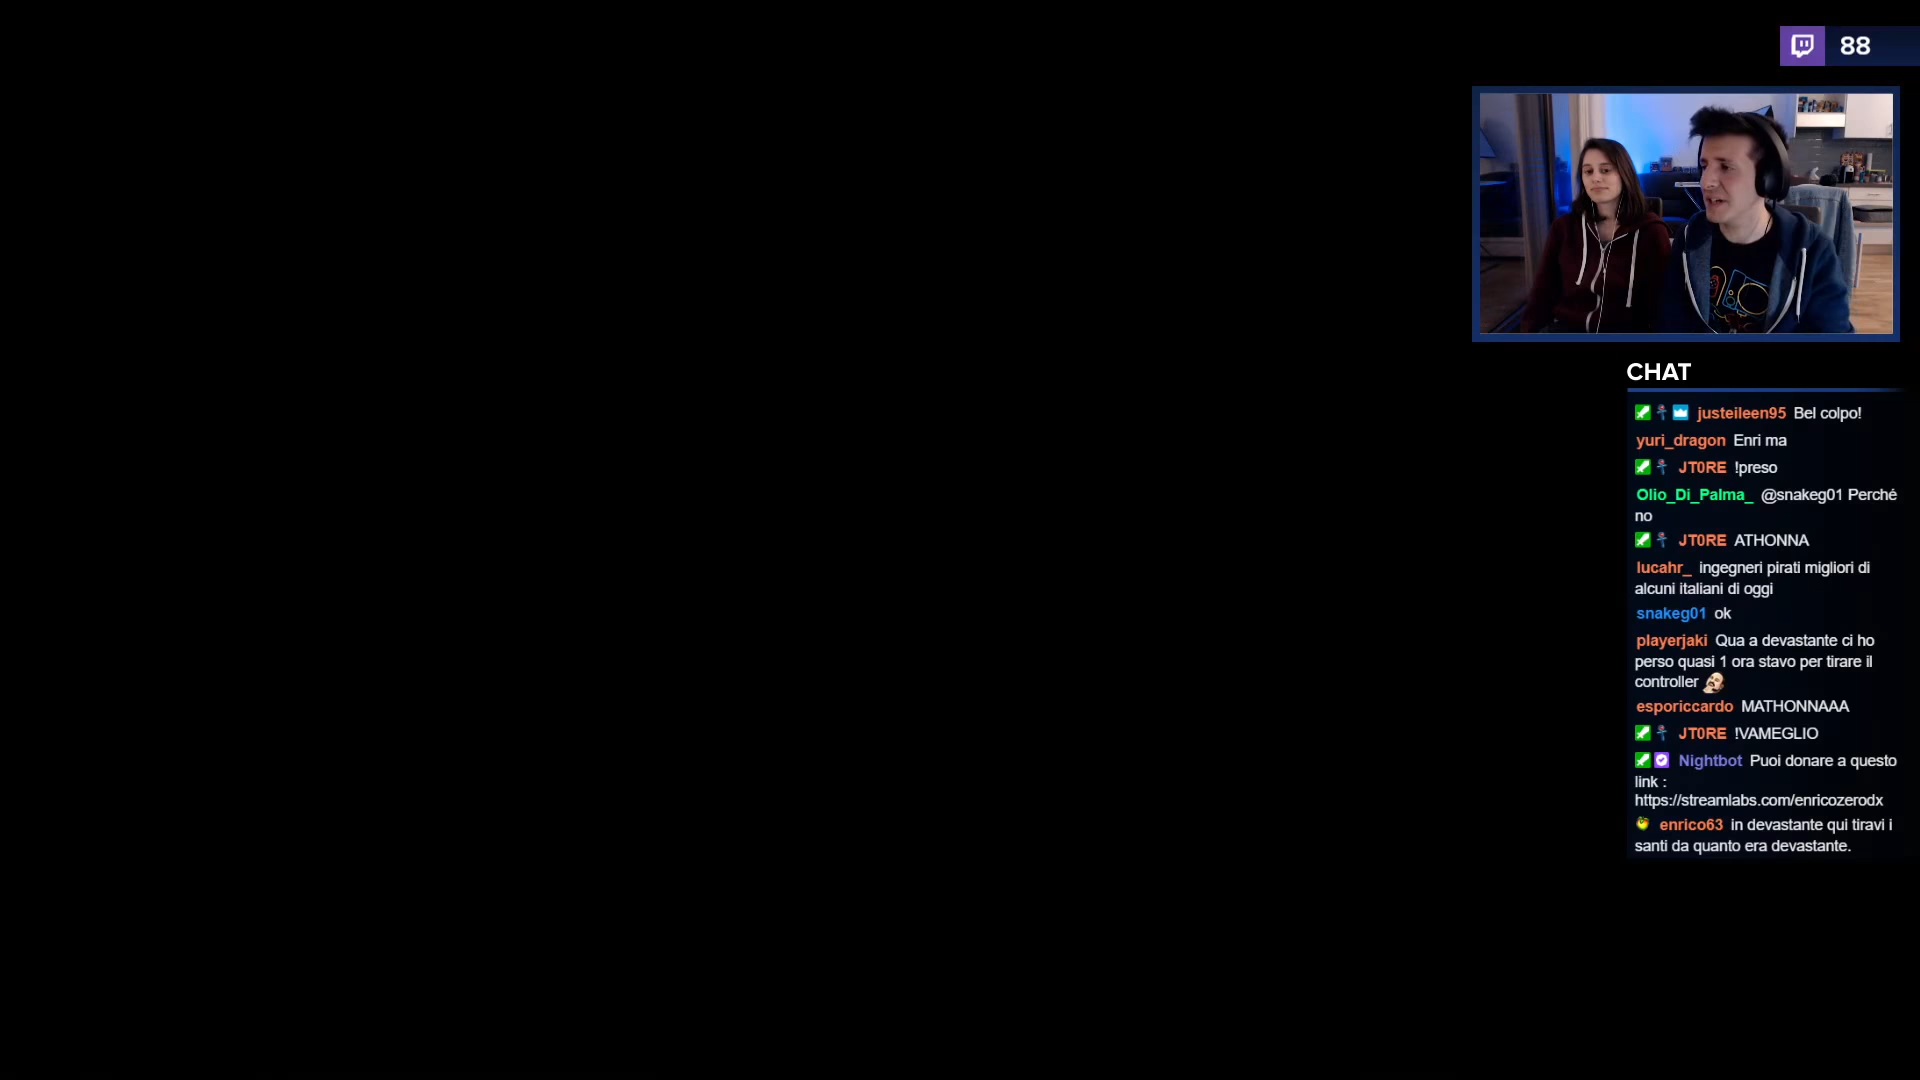 88
CHAT
justeileen95 Bel colpo!
yuri_dragon Enri ma
JT0RE !preso
Olio_Di_Palma_ @snakeg01 Perché
no
JT0RE ATHONNA
lucahr_ ingegneri pirati migliori di
alcuni italiani di oggi
snakeg01 ok
playerjaki Qua a devastante ci ho
perso quasi 1 ora stavo per tirare il
controller
esporiccardo MATHONNAAA
JT0RE !VAMEGLIO
Nightbot Puoi donare a questo
link :
https://streamlabs.com/enricozerodx
enrico63 in devastante qui tiravi i
santi da quanto era devastante.